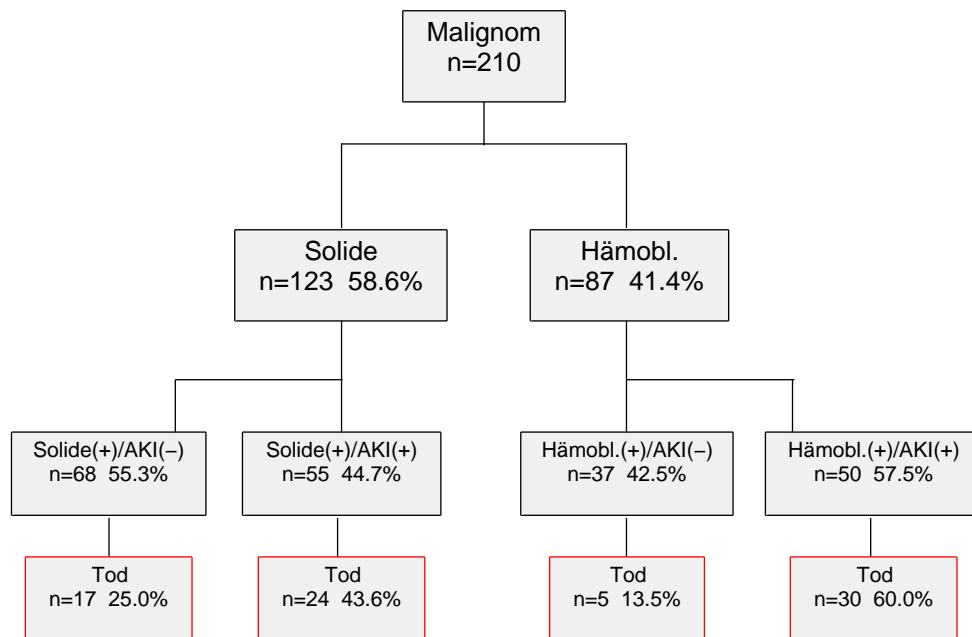 Malignom
n=210
Solide
n=123 58.6%
Hämobl.
n=87 41.4%
Solide(+)/AKI(−)
n=68 55.3%
Solide(+)/AKI(+)
n=55 44.7%
Hämobl.(+)/AKI(−)
n=37 42.5%
Hämobl.(+)/AKI(+)
n=50 57.5%
Tod
n=17 25.0%
Tod
n=24 43.6%
Tod
n=5 13.5%
Tod
n=30 60.0%